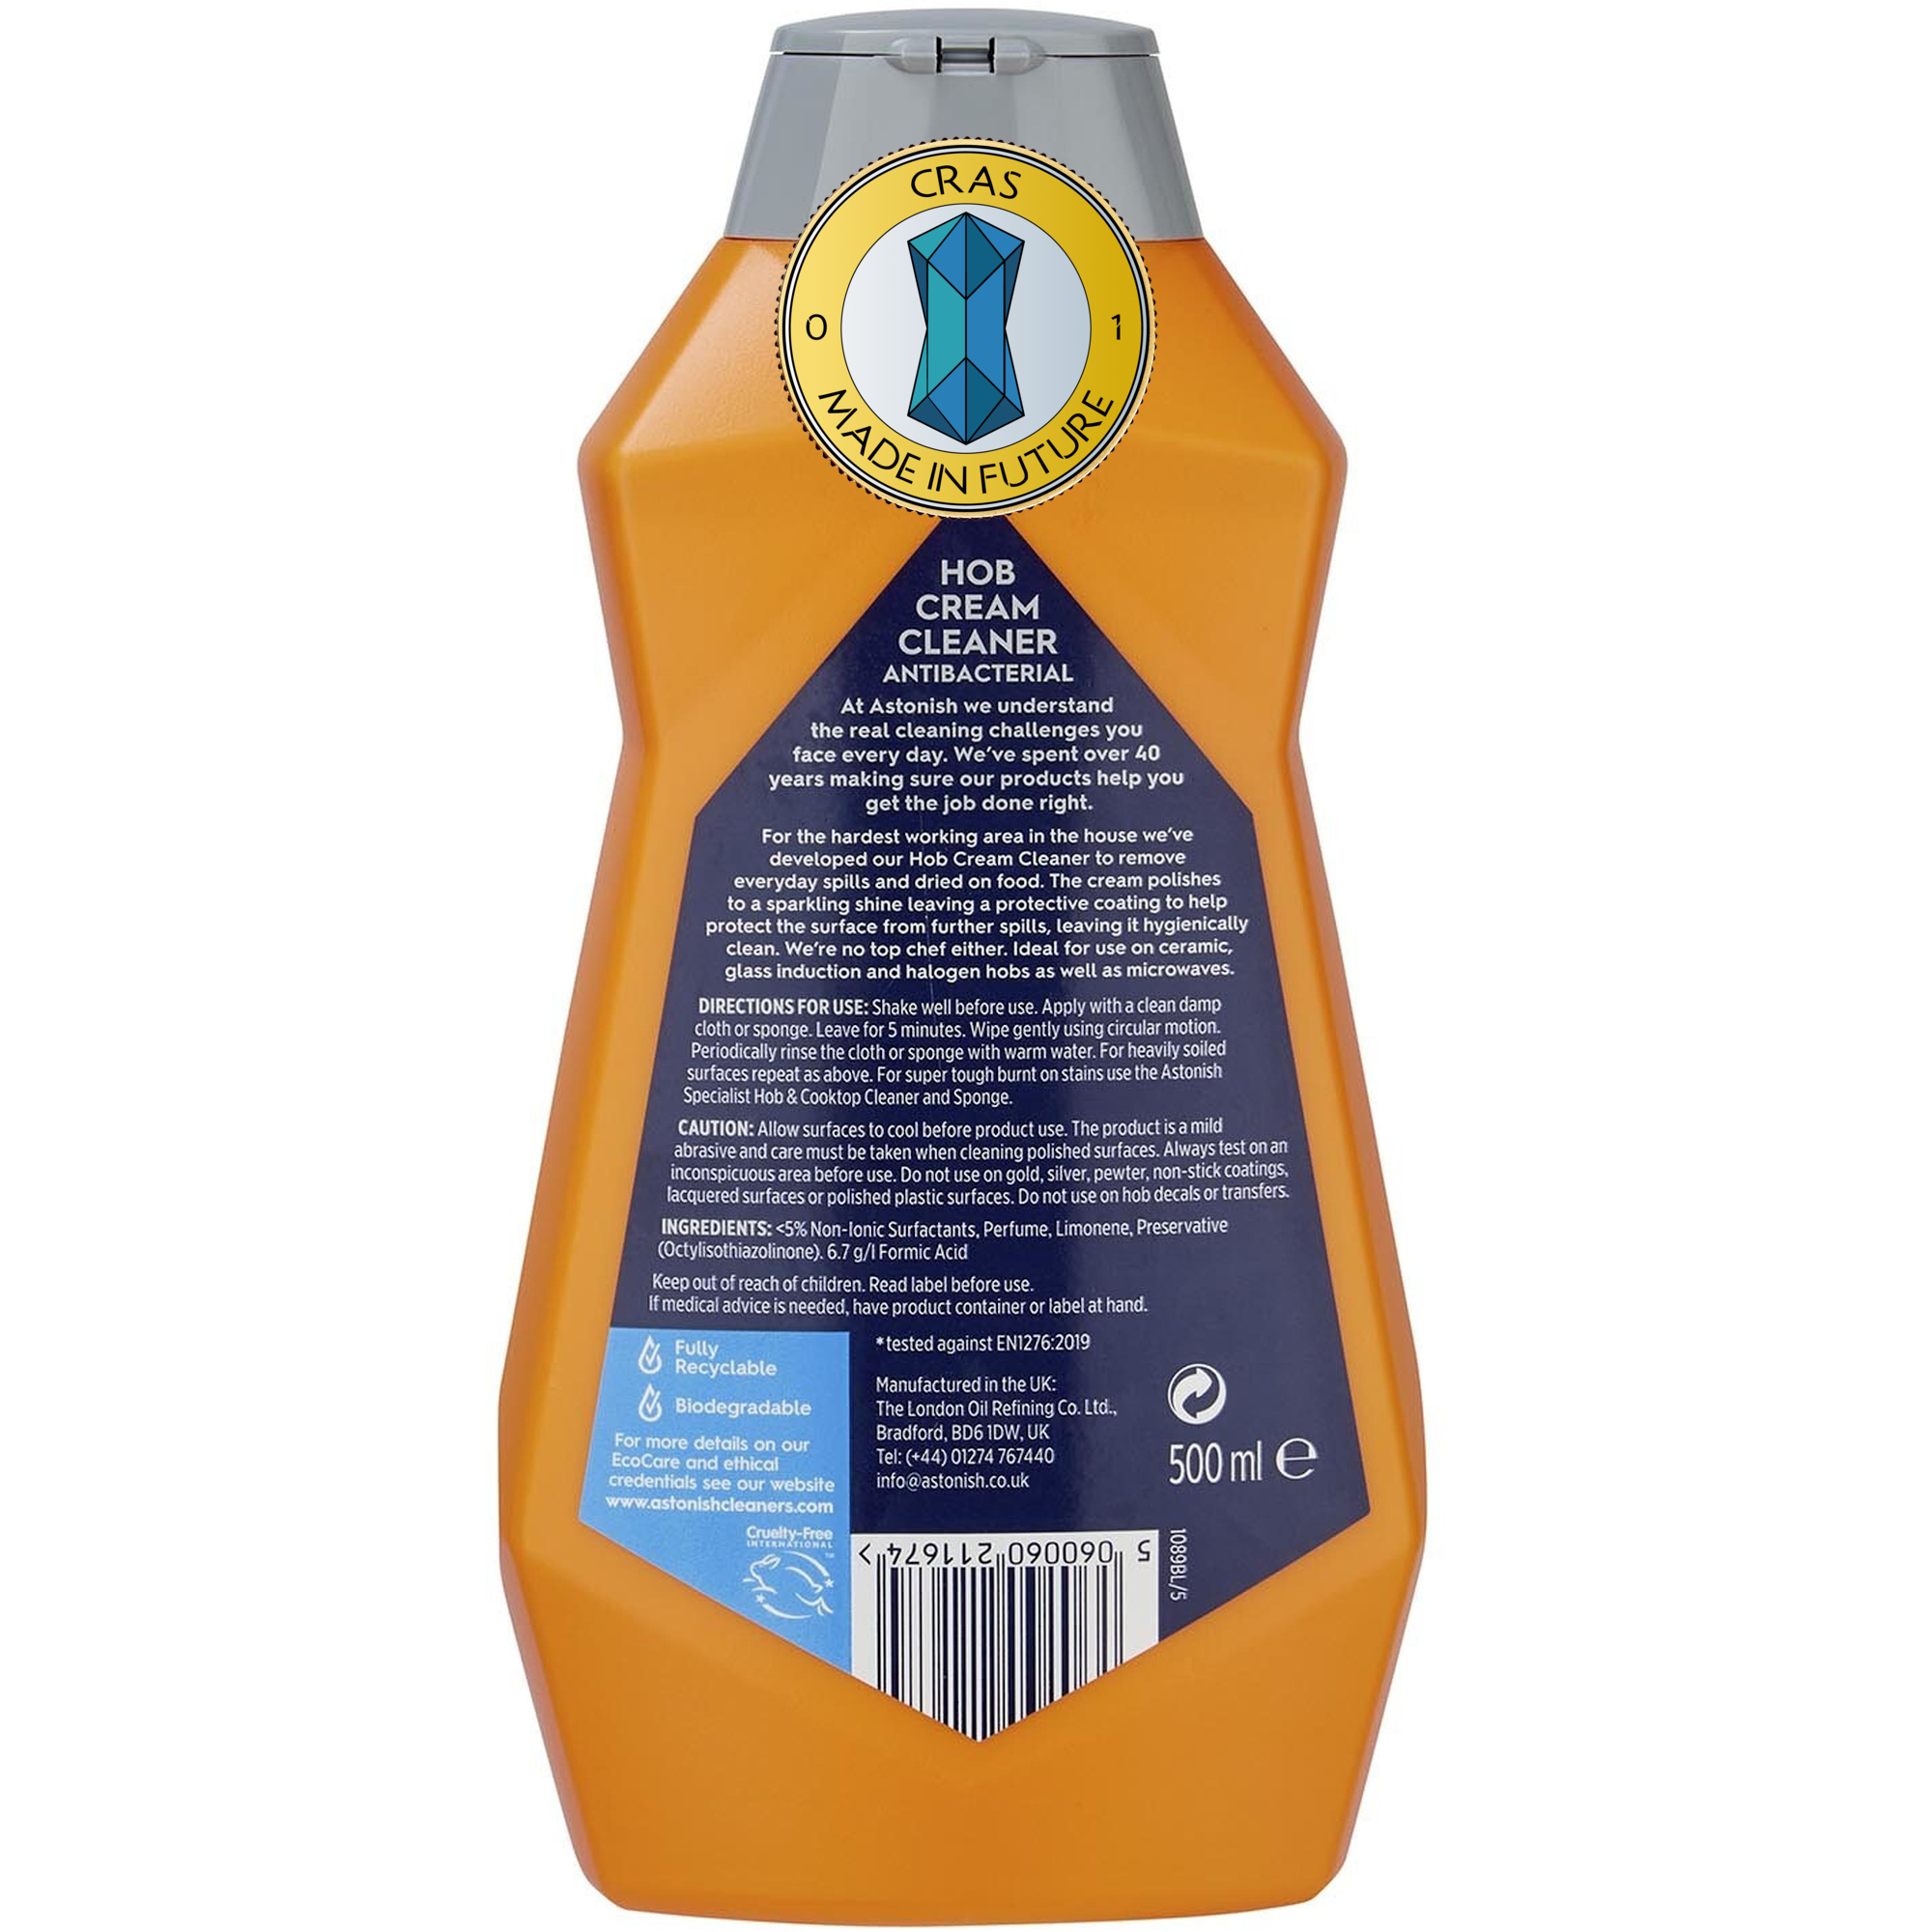 CRAS
0 1
MADE IN FUTURE
HOB
CREAM
CLEANER
ANTIBACTERIAL
At Astonish we understand
the real cleaning challenges you
face every day. We've spent over 40
years making sure our products help you
get the job done right.
For the hardest working area in the house we've
developed our Hob Cream Cleaner to remove
everyday spills and dried on food. The cream polishes
to a sparkling shine leaving a protective coating to help
protect the surface from further spills, leaving it hygienically
clean. We're no top chef either. Ideal for use on ceramic,
glass induction and halogen hobs as well as microwaves.
DIRECTIONS FOR USE: Shake well before use. Apply with a clean damp
cloth or sponge. Leave for 5 minutes. Wipe gently using circular motion.
Periodically rinse the cloth or sponge with warm water. For heavily soiled
surfaces repeat as above. For super tough burnt on stains use the Astonish
Specialist Hob & Cooktop Cleaner and Sponge.
CAUTION: Allow surfaces to cool before product use. The product is a mild
abrasive and care must be taken when cleaning polished surfaces. Always test on an
inconspicuous area before use. Do not use on gold, silver, pewter, non-stick coatings,
lacquered surfaces or polished plastic surfaces. Do not use on hob decals or transfers.
INGREDIENTS: <5% Non-Ionic Surfactants, Perfume, Limonene, Preservative
(Octylisothiazolinone). 6.7 g/l Formic Acid
Keep out of reach of children. Read label before use.
If medical advice is needed, have product container or label at hand.
Fully
Recyclable
Biodegradable
For more details on our
EcoCare and ethical
credentials see our website
www.astonishcleaners.com
Cruelty-Free
INTERNATIONAL
TM
*tested against EN1276:2019
Manufactured in the UK:
The London Oil Refining Co. Ltd.,
Bradford, BD6 1DW, UK
Tel: (+44) 01274 767440
info@astonish.co.uk
500 ml e
5 060060 211674 >
1089BL/5